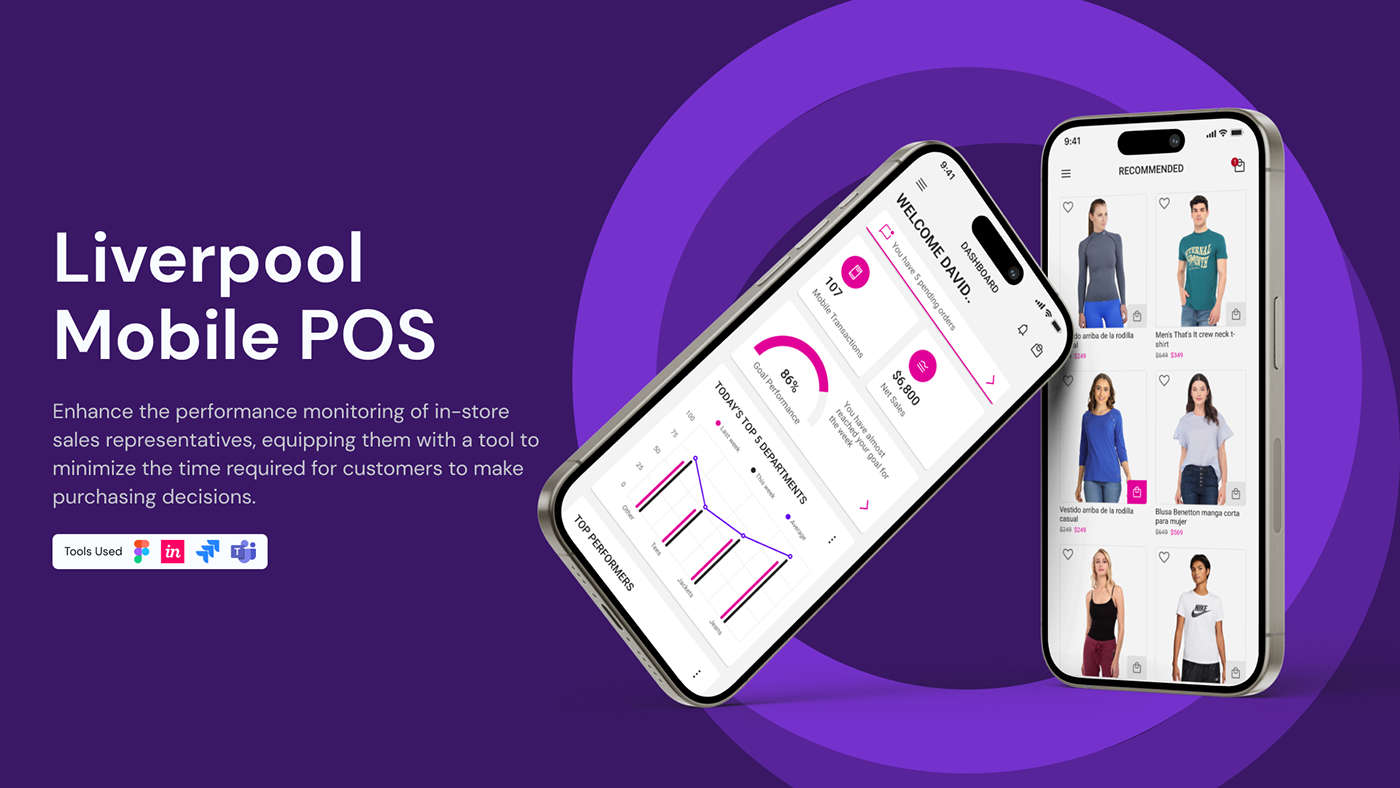 Liverpool
Mobile POS
Enhance the performance monitoring of in-store
sales representatives, equipping them with a tool to
minimize the time required for customers to make
purchasing decisions.
Tools Used
in
T
9:41
DASHBOARD
WELCOME DAVID..
You have 5 pending orders
107
Mobile Transactions
$6,800
Net Sales
86%
Goal Performance
You have almost
reached your goal for
the week
TODAY'S TOP 5 DEPARTMENTS
Last week
This week
Average
100
75
50
25
0
Other
Tees
Jackets
Jeans
TOP PERFORMERS
9:41
RECOMMENDED
1
do arriba de la rodilla
$249
Men's That's It crew neck t-
shirt
$649 $349
Vestido arriba de la rodilla
casual
$249 $249
Blusa Benetton manga corta
para mujer
$649 $569
NIKE